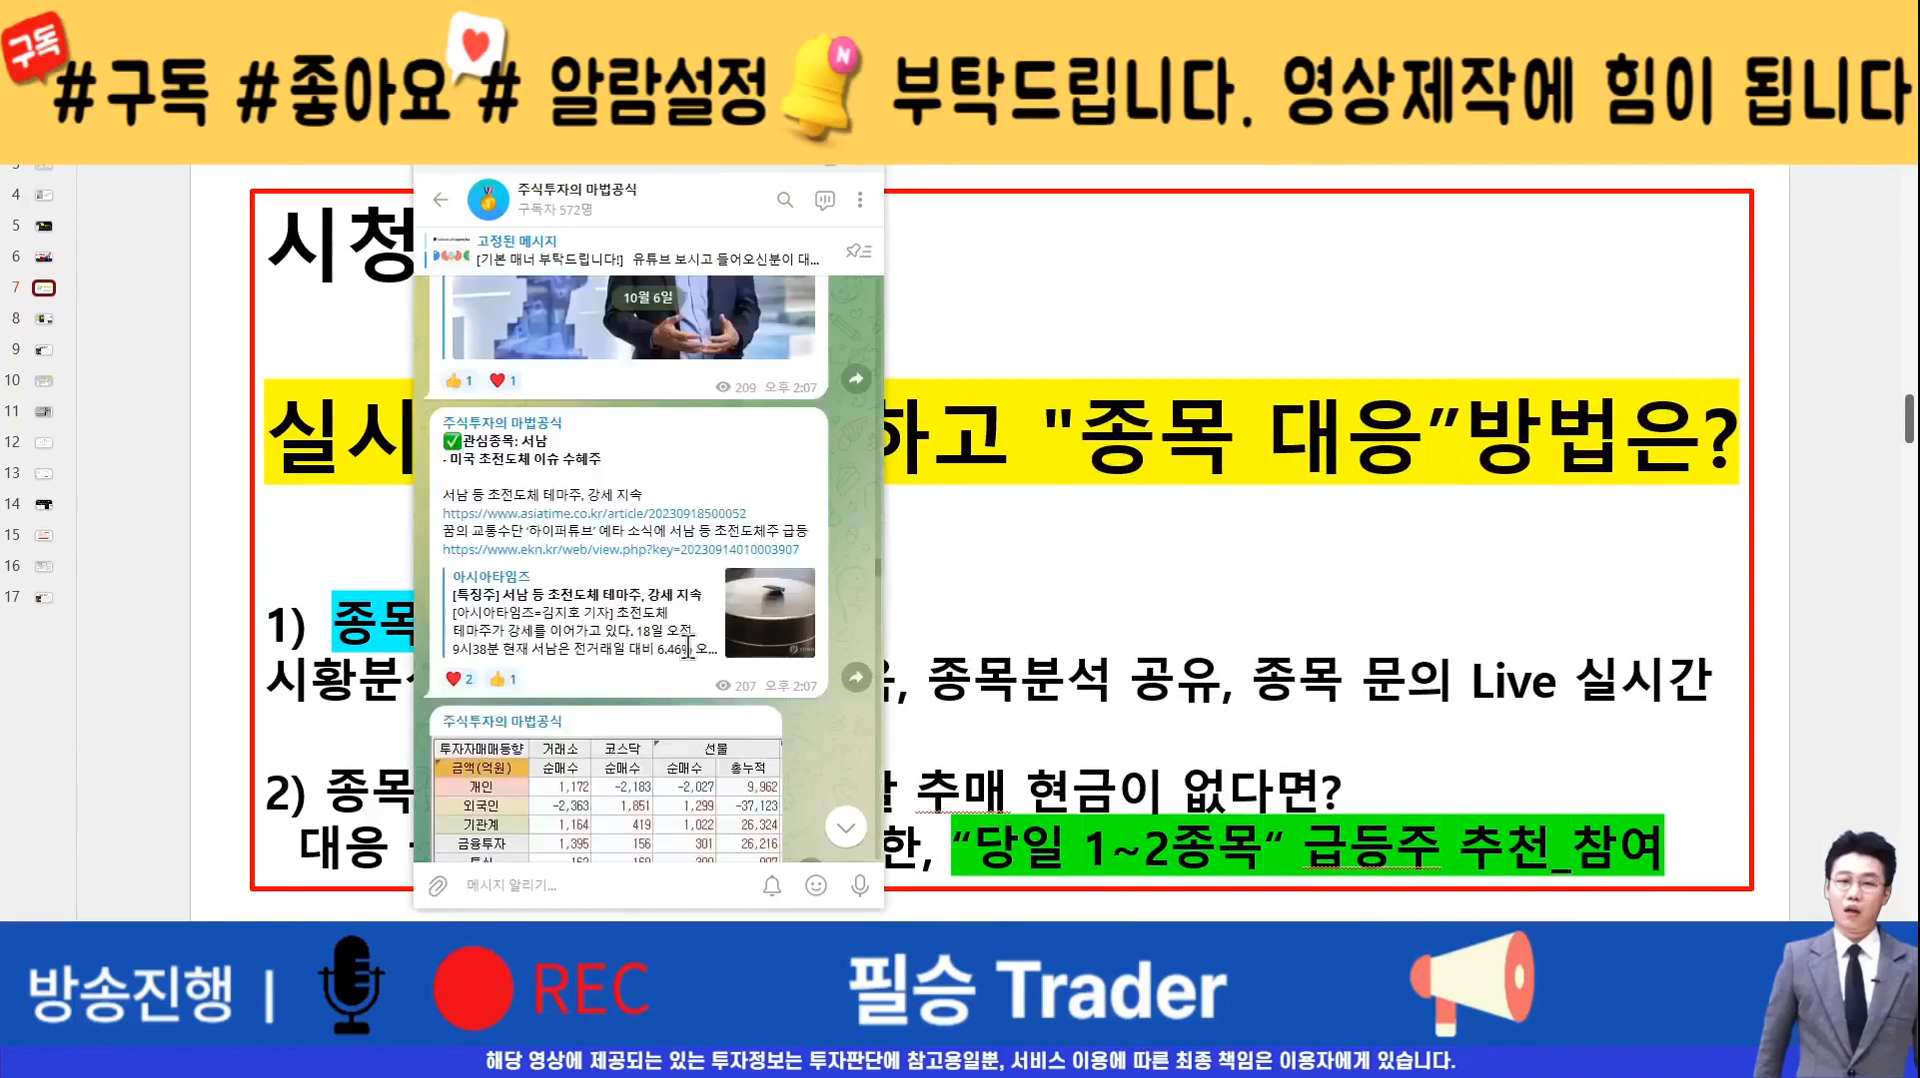 구독
#구독 #좋아요 # 알람설정 N 부탁드립니다. 영상제작에 힘이 됩니다
4
5
6
7
8
9
10
11
12
13
14
15
16
17
시청
실시 하고 "종목 대응”방법은?
1) 종목
시황분 , 종목분석 공유, 종목 문의 Live 실시간
2) 종목 추매 현금이 없다면?
대응 한, “당일 1~2종목“ 급등주 추천_참여
주식투자의 마법공식
구독자 572명
고정된 메시지
[기본 매너 부탁드립니다!] 유튜브 보시고 들어오신분이 대...
10월 6일
1 1
209 오후 2:07
주식투자의 마법공식
✅관심종목: 서남
- 미국 초전도체 이슈 수혜주
서남 등 초전도체 테마주, 강세 지속
https://www.asiatime.co.kr/article/20230918500052
꿈의 교통수단 ‘하이퍼튜브’ 예타 소식에 서남 등 초전도체주 급등
https://www.ekn.kr/web/view.php?key=20230914010003907
아시아타임즈
[특징주] 서남 등 초전도체 테마주, 강세 지속
[아시아타임즈=김지호 기자] 초전도체
테마주가 강세를 이어가고 있다. 18일 오전
9시38분 현재 서남은 전거래일 대비 6.46% 오...
2 1
207 오후 2:07
주식투자의 마법공식
투자자매매동향 거래소 코스닥 선물
금액(억원) 순매수 순매수 순매수 총누적
개인 1,172 -2,183 -2,027 9,962
외국인 -2,363 1,851 1,299 -37,123
기관계 1,164 419 1,022 26,324
금융투자 1,395 156 301 26,216
메시지 알리기...
방송진행 | REC 필승 Trader
해당 영상에 제공되는 있는 투자정보는 투자판단에 참고용일뿐, 서비스 이용에 따른 최종 책임은 이용자에게 있습니다.